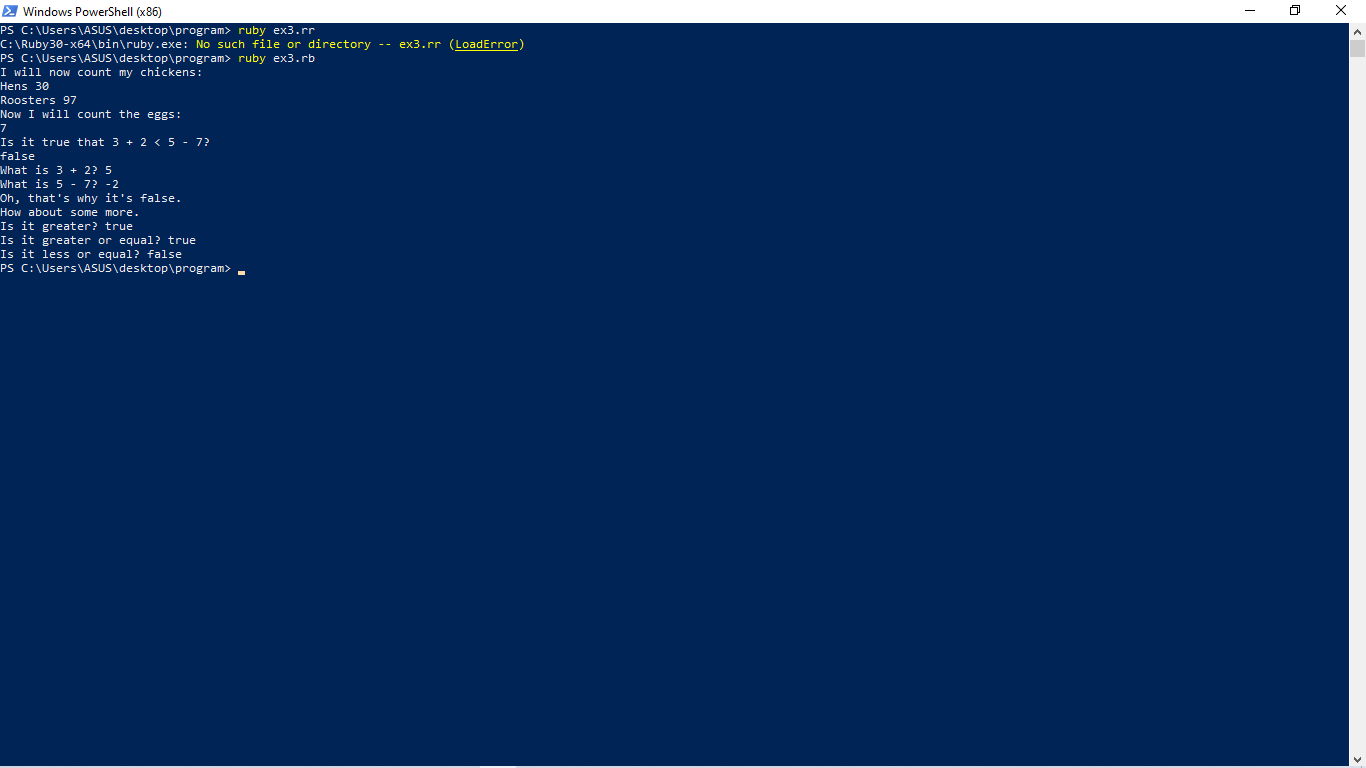 Windows PowerShell (x86)
PS C:\Users\ASUS\desktop\program> ruby ex3.rr
C:\Ruby30-x64\bin\ruby.exe: No such file or directory -- ex3.rr (LoadError)
PS C:\Users\ASUS\desktop\program> ruby ex3.rb
I will now count my chickens:
Hens 30
Roosters 97
Now I will count the eggs:
7
Is it true that 3 + 2 < 5 - 7?
false
What is 3 + 2? 5
What is 5 - 7? -2
Oh, that's why it's false.
How about some more.
Is it greater? true
Is it greater or equal? true
Is it less or equal? false
PS C:\Users\ASUS\desktop\program>